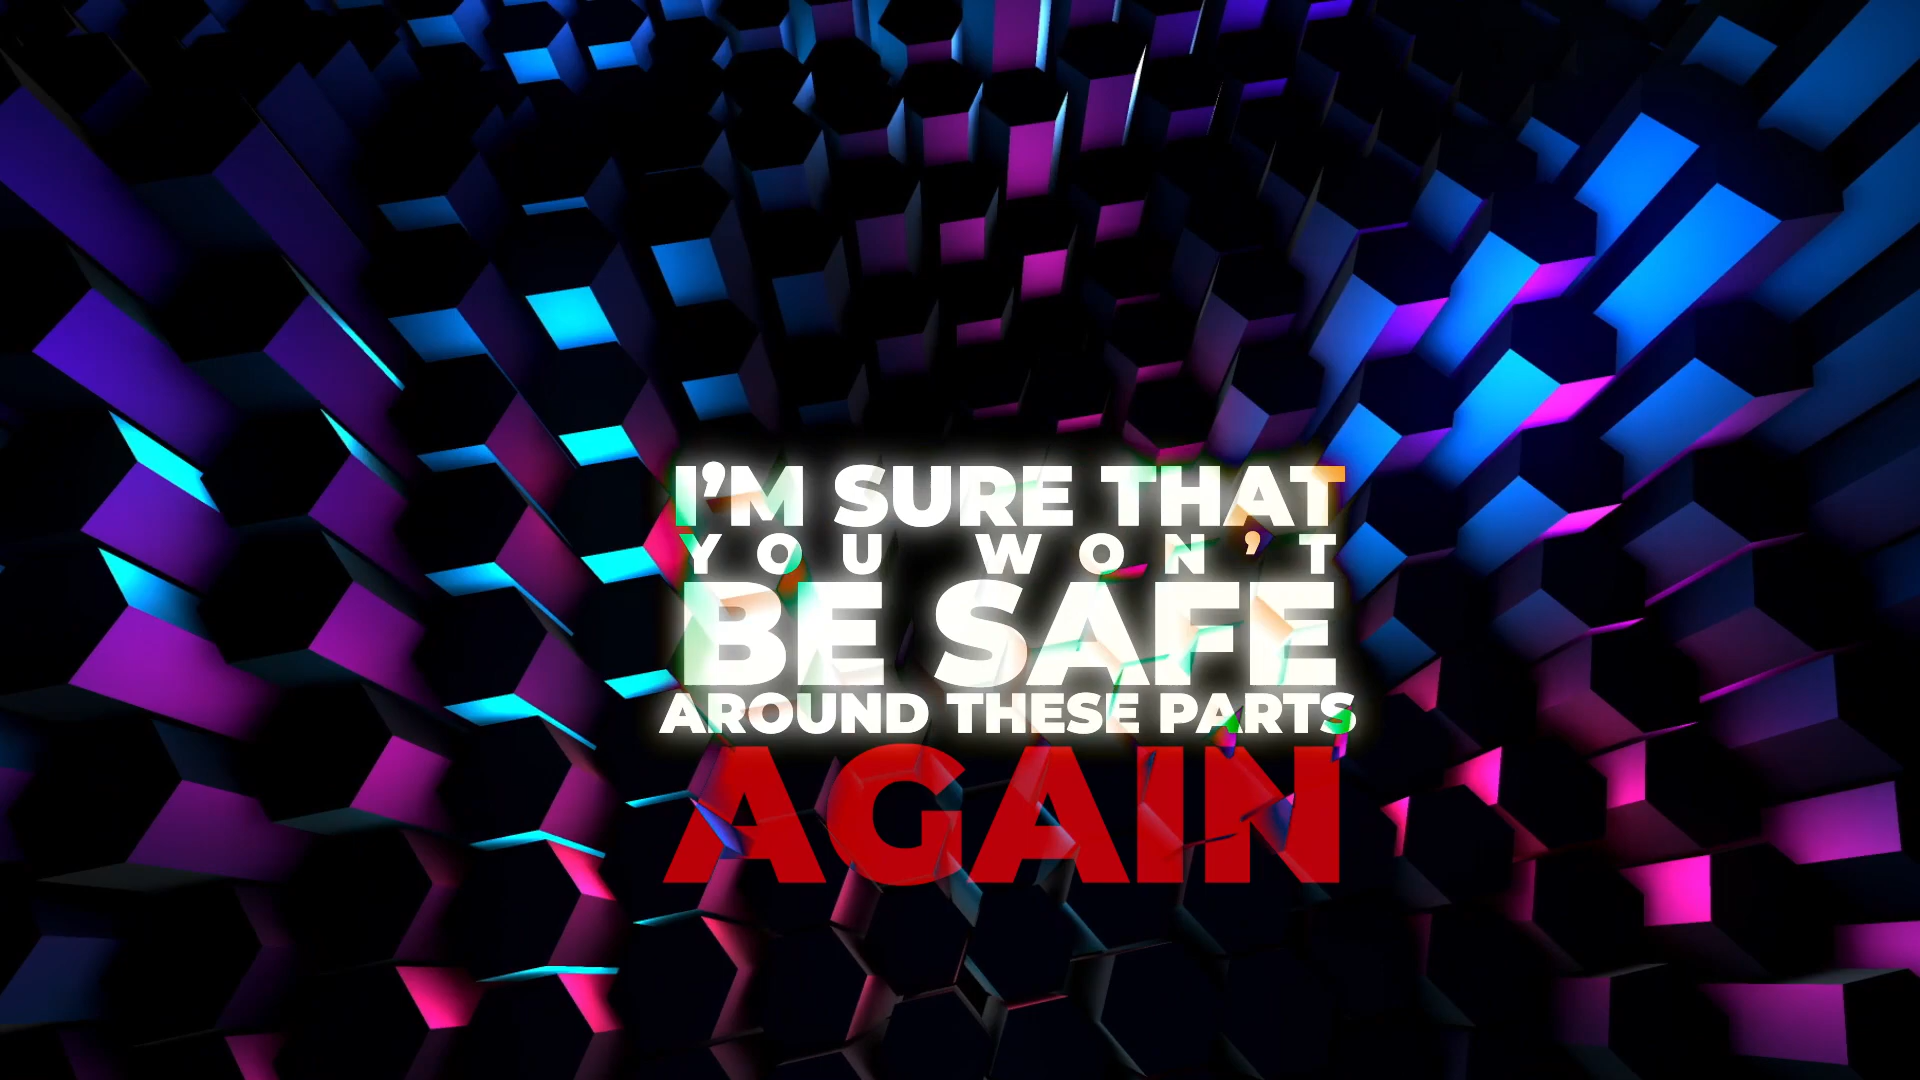 I'M SURE THAT
YOU WON'T
BE SAFE
AROUND THESE PARTS
AGAIN